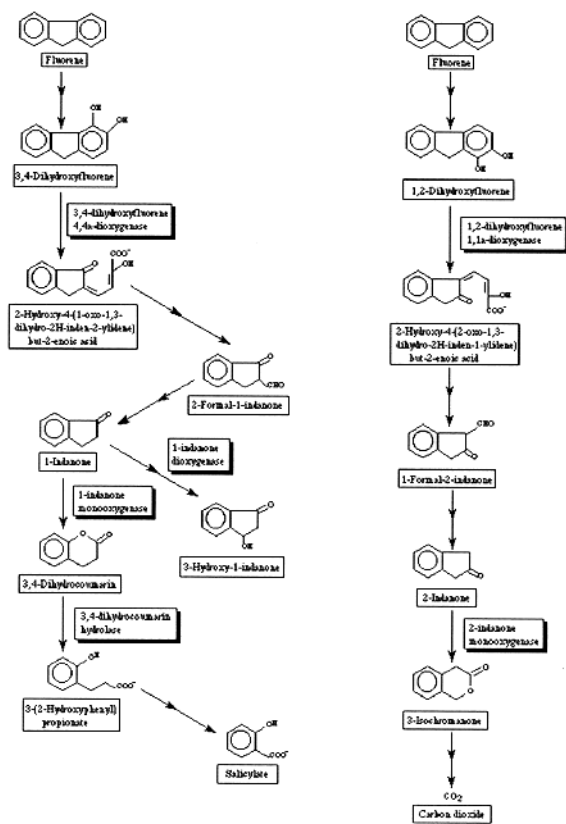 Fluorene
OH
OH
3,4-Dihydroxyfluorene
3,4-dihydroxyfluorene
4,4a-dioxygenase
O
COO-
OH
2-Hydroxy-4-(1-oxo-1,3-
dihydro-2H-inden-2-ylidene)
but-2-enoic acid
O
CHO
2-Formal-1-indanone
O
1-Indanone
1-indanone
dioxygenase
1-indanone
monooxygenase
O
OH
3-Hydroxy-1-indanone
O
O
3,4-Dihydrocoumarin
3,4-dihydrocoumarin
hydrolase
OH
COO-
3-(2-Hydroxyphenyl)
propionate
OH
COO-
Salicylate
Fluorene
OH
OH
1,2-Dihydroxyfluorene
1,2-dihydroxyfluorene
1,1a-dioxygenase
OH
O
COO-
2-Hydroxy-4-(2-oxo-1,3-
dihydro-2H-inden-1-ylidene)
but-2-enoic acid
CHO
O
1-Formal-2-indanone
O
2-Indanone
2-indanone
monooxygenase
O
O
3-Isochromanone
CO2
Carbon dioxide